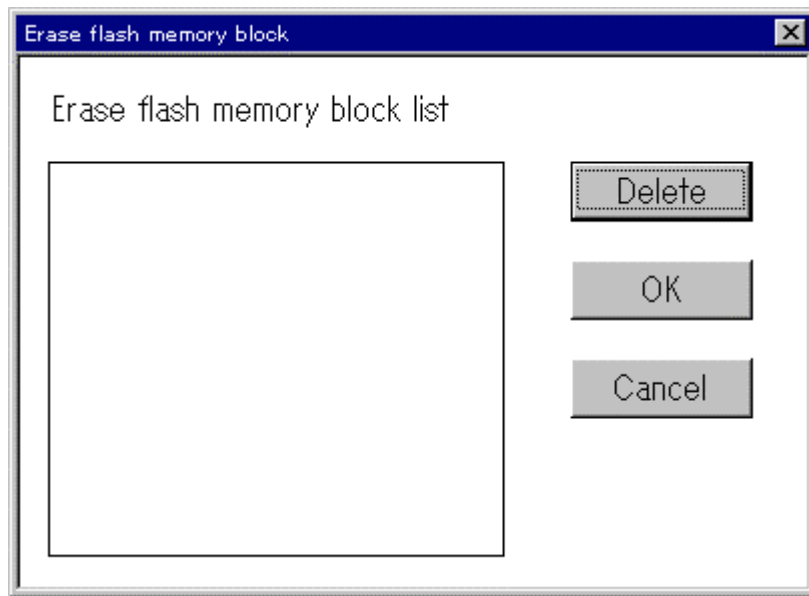 Erase flash memory block
Erase flash memory block list
Delete
OK
Cancel